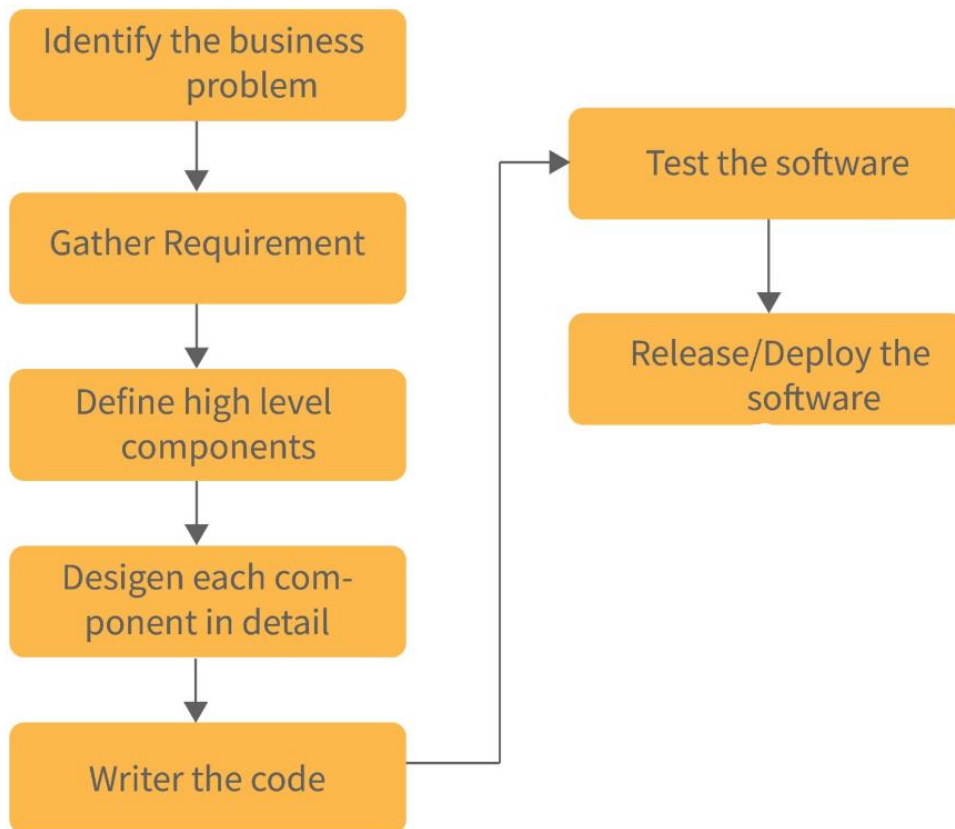 Identify the business
problem
Gather Requirement
Define high level
components
Desigen each com-
ponent in detail
Writer the code
Test the software
Release/Deploy the
software